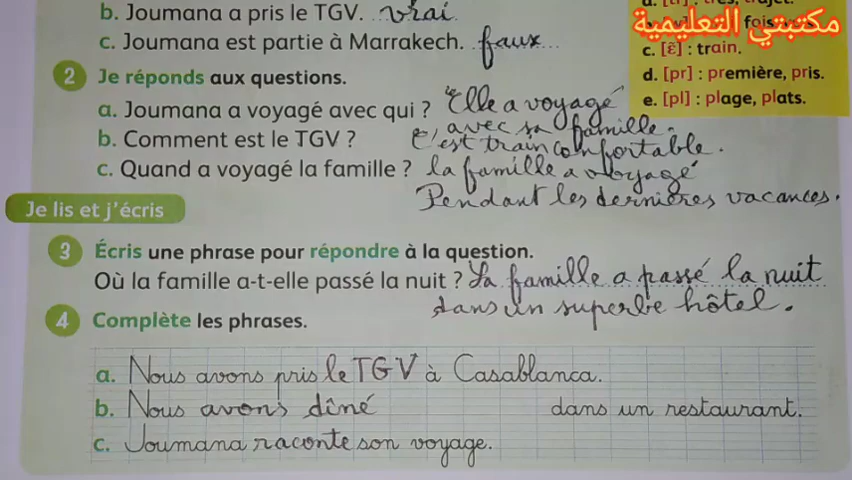 b. Joumana a pris le TGV. vrai
c. Joumana est partie à Marrakech. faux
مكتبتي التعليمية
fois
c. [ɛ̃] : train.
d. [pr] : première, pris.
e. [pl] : plage, plats.
2 Je réponds aux questions.
a. Joumana a voyagé avec qui ? Elle a voyagé
avec sa famille.
b. Comment est le TGV ? C'est train confortable.
c. Quand a voyagé la famille ? la famille a voyagé
Pendant les dernières vacances.
Je lis et j'écris
3 Écris une phrase pour répondre à la question.
Où la famille a-t-elle passé la nuit ? La famille a passé la nuit
dans un superbe hôtel.
4 Complète les phrases.
a. Nous avons pris le TGV à Casablanca.
b. Nous avons dîné dans un restaurant.
c. Joumana raconte son voyage.